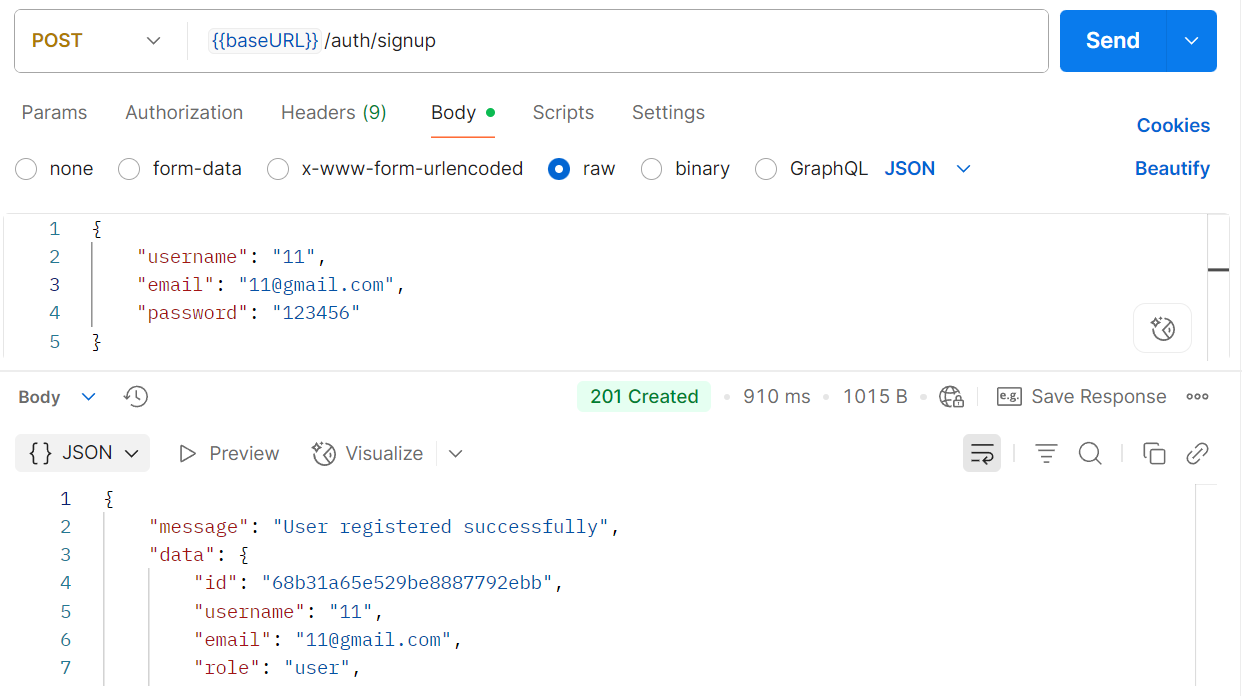 POST {{baseURL}} /auth/signup Send
Params Authorization Headers (9) Body Scripts Settings
Cookies
none form-data x-www-form-urlencoded raw binary GraphQL JSON Beautify
1 {
2 "username": "11",
3 "email": "11@gmail.com",
4 "password": "123456"
5 }
Body 201 Created 910 ms 1015 B e.g. Save Response
{} JSON Preview Visualize
1 {
2 "message": "User registered successfully",
3 "data": {
4 "id": "68b31a65e529be8887792ebb",
5 "username": "11",
6 "email": "11@gmail.com",
7 "role": "user",